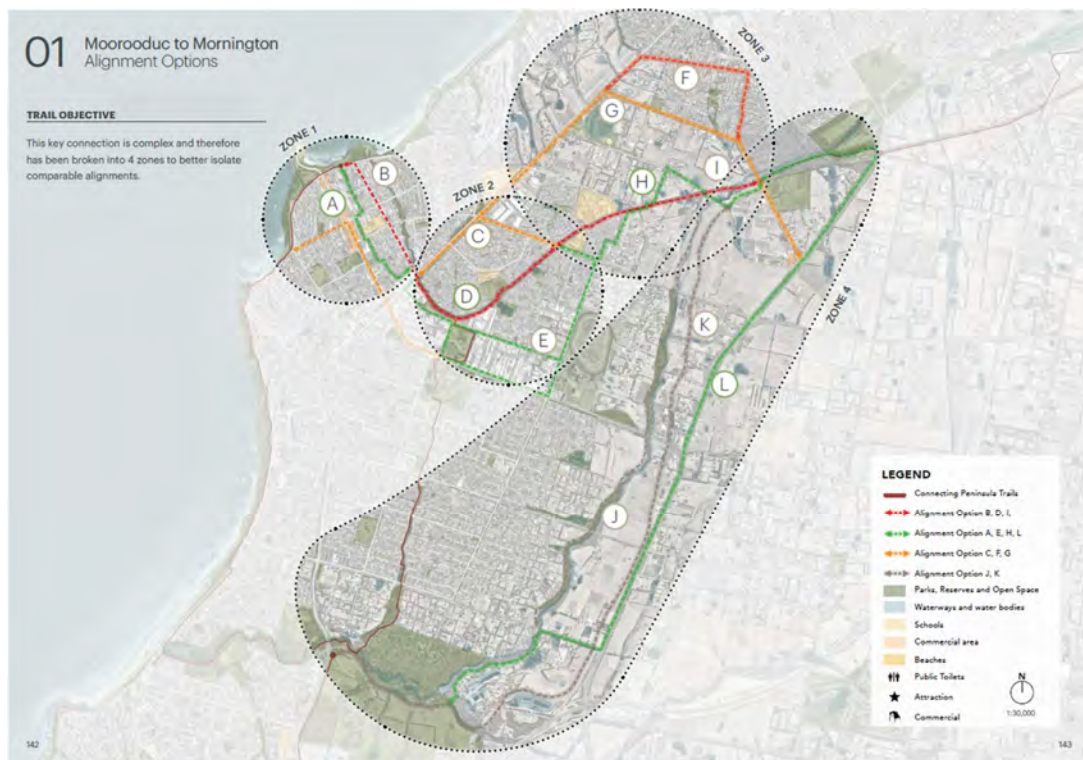 01
Moorooduc to Mornington
Alignment Options
TRAIL OBJECTIVE
This key connection is complex and therefore
has been broken into 4 zones to better isolate
comparable alignments.
ZONE 1
ZONE 2
ZONE 3
ZONE 4
A
B
C
D
E
F
G
H
I
J
K
L
LEGEND
Connecting Peninsula Trails
Alignment Option B, D, I,
Alignment Option A, E, H, L
Alignment Option C, F, G
Alignment Option J, K
Parks, Reserves and Open Space
Waterways and water bodies
Schools
Commercial area
Beaches
Public Toilets
Attraction
Commercial
N
1:30,000
142
143